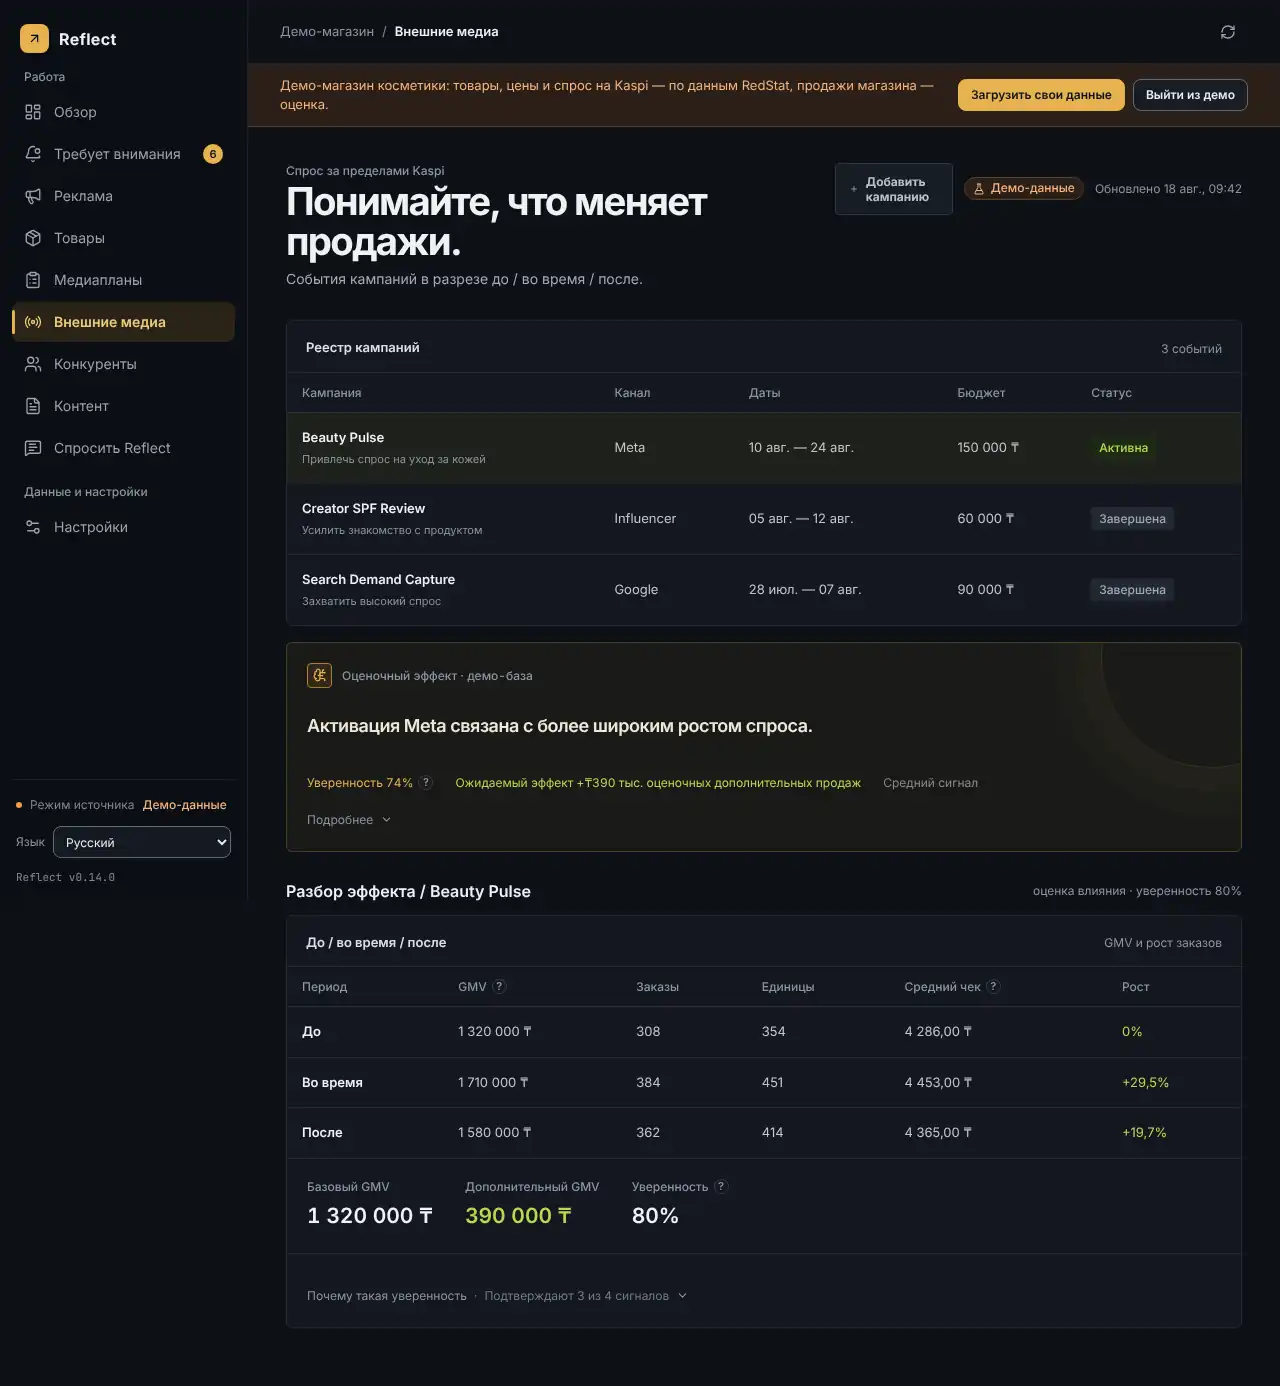 Reflect
Работа
Обзор
Требует внимания 6
Реклама
Товары
Медиапланы
Внешние медиа
Конкуренты
Контент
Спросить Reflect
Данные и настройки
Настройки
Режим источника Демо-данные
Язык Русский
Reflect v0.14.0
Демо-магазин / Внешние медиа
Демо-магазин косметики: товары, цены и спрос на Kaspi — по данным RedStat, продажи магазина —
оценка.
Загрузить свои данные
Выйти из демо
Спрос за пределами Kaspi
Понимайте, что меняет
продажи.
События кампаний в разрезе до / во время / после.
+ Добавить
кампанию
Демо-данные
Обновлено 18 авг., 09:42
Реестр кампаний 3 событий
Кампания Канал Даты Бюджет Статус
Beauty Pulse
Привлечь спрос на уход за кожей
Meta 10 авг. — 24 авг. 150 000 ₸ Активна
Creator SPF Review
Усилить знакомство с продуктом
Influencer 05 авг. — 12 авг. 60 000 ₸ Завершена
Search Demand Capture
Захватить высокий спрос
Google 28 июл. — 07 авг. 90 000 ₸ Завершена
Оценочный эффект · демо-база
Активация Meta связана с более широким ростом спроса.
Уверенность 74% ? Ожидаемый эффект +₸390 тыс. оценочных дополнительных продаж Средний сигнал
Подробнее
Разбор эффекта / Beauty Pulse оценка влияния · уверенность 80%
До / во время / после GMV и рост заказов
Период GMV ? Заказы Единицы Средний чек ? Рост
До 1 320 000 ₸ 308 354 4 286,00 ₸ 0%
Во время 1 710 000 ₸ 384 451 4 453,00 ₸ +29,5%
После 1 580 000 ₸ 362 414 4 365,00 ₸ +19,7%
Базовый GMV Дополнительный GMV Уверенность ?
1 320 000 ₸ 390 000 ₸ 80%
Почему такая уверенность · Подтверждают 3 из 4 сигналов